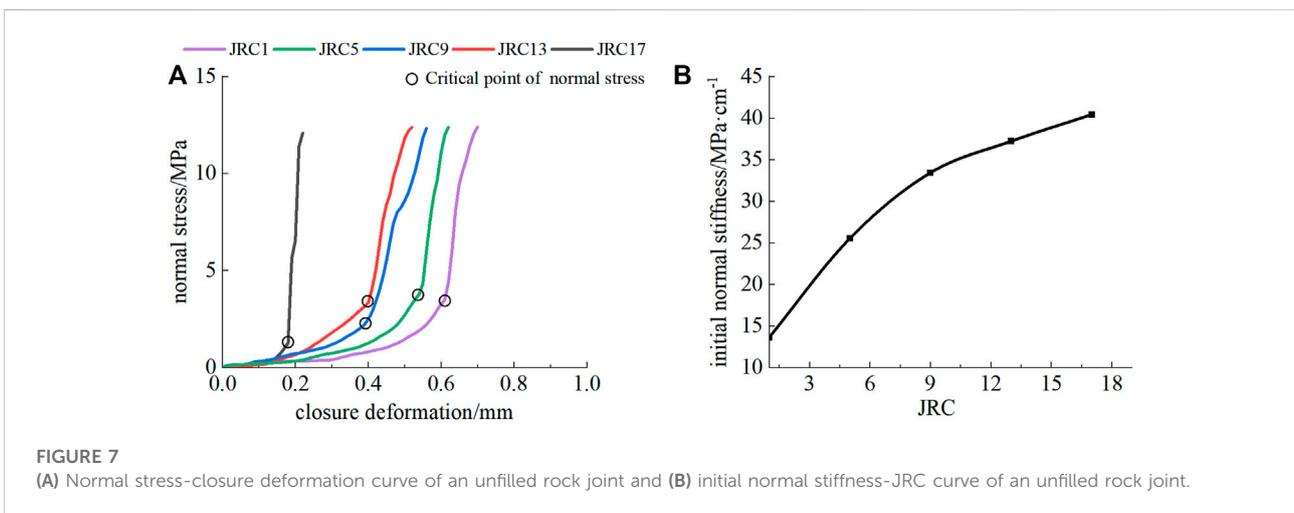 JRC1 JRC5 JRC9 JRC13 JRC17
A
Critical point of normal stress
15
10
5
0
normal stress/MPa
0.0 0.2 0.4 0.6 0.8 1.0
closure deformation/mm
B
45
40
35
30
25
20
15
10
initial normal stiffness/MPa·cm⁻¹
3 6 9 12 15 18
JRC
FIGURE 7
(A) Normal stress-closure deformation curve of an unfilled rock joint and (B) initial normal stiffness-JRC curve of an unfilled rock joint.